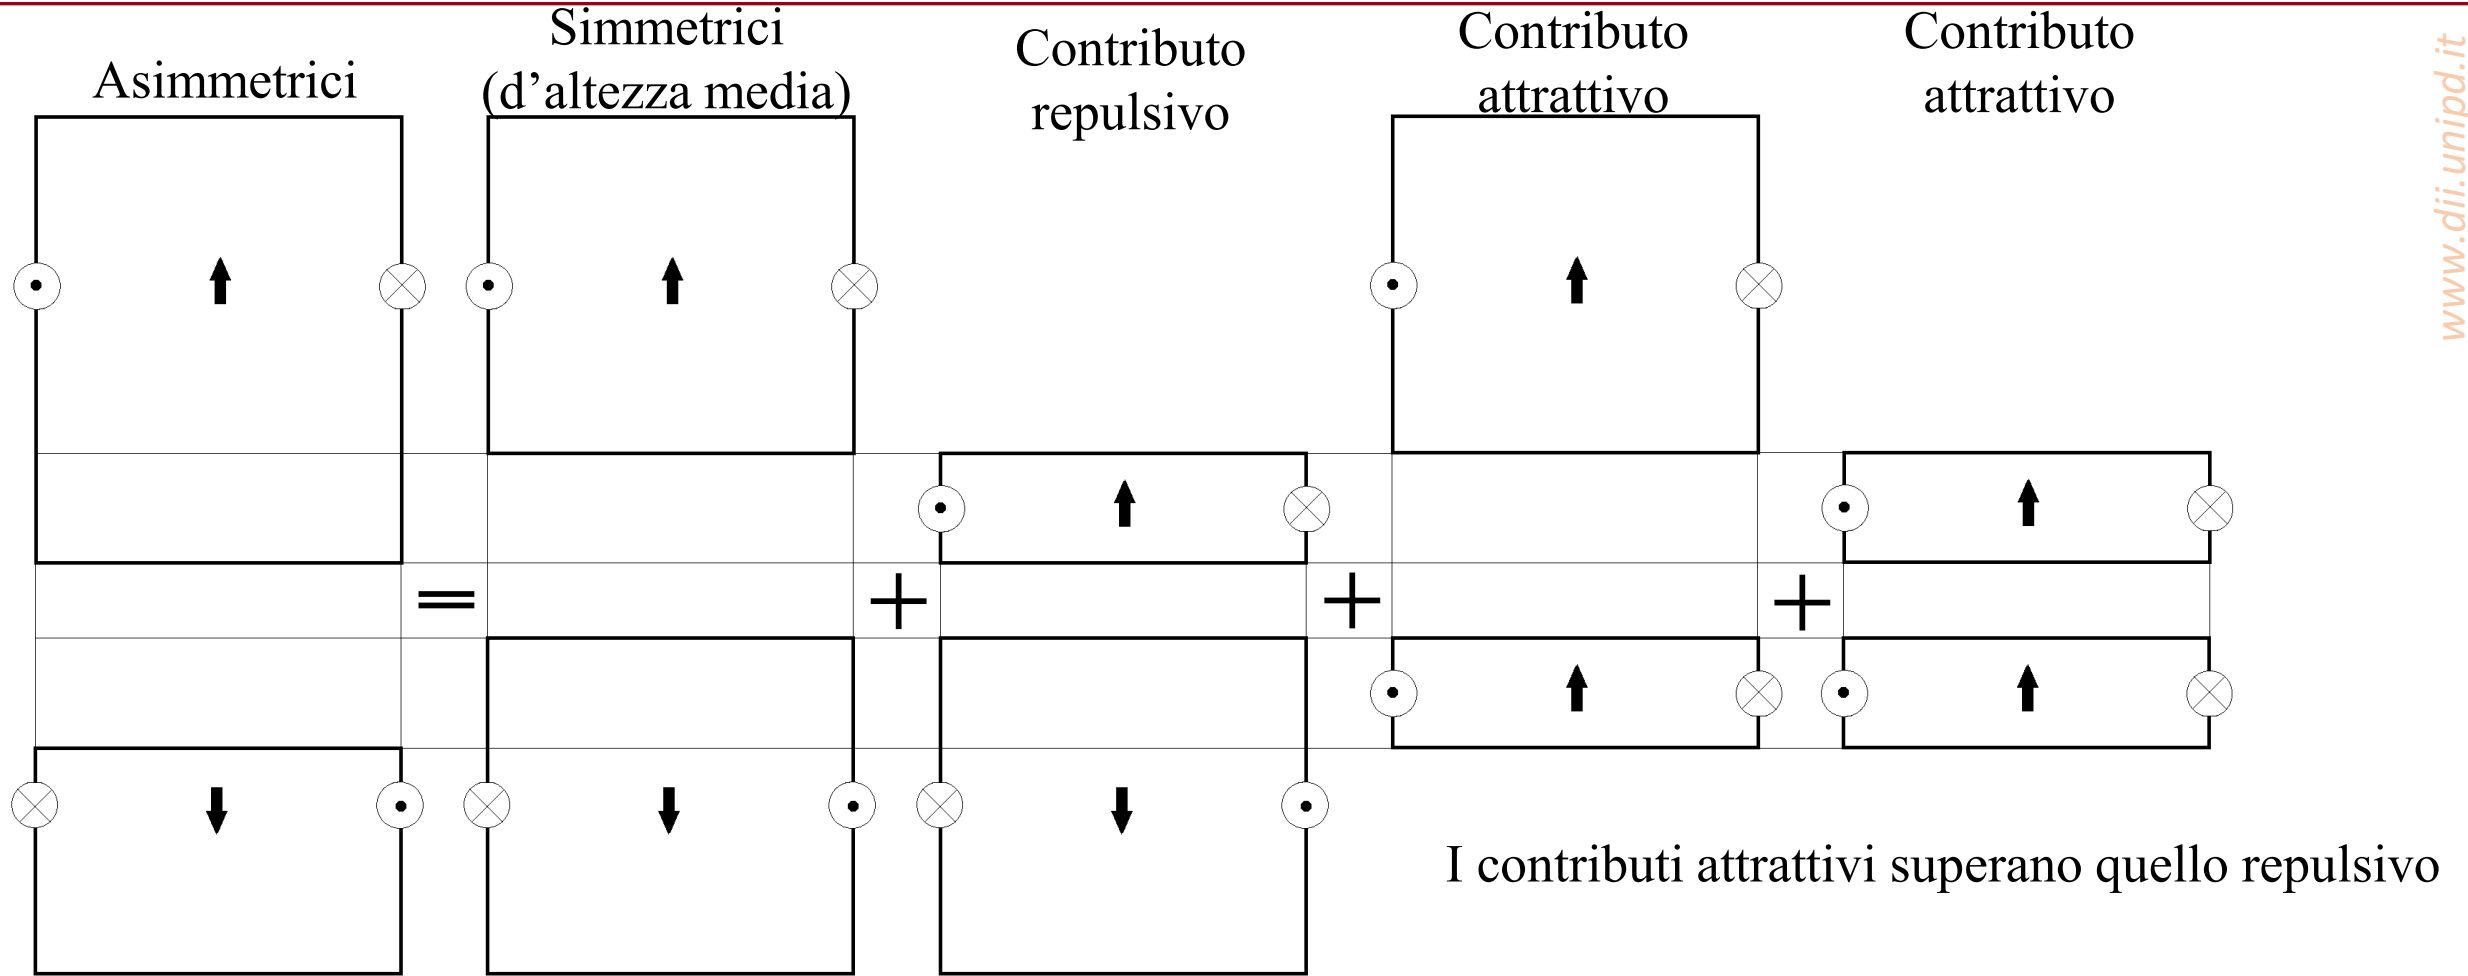 Asimmetrici
Simmetrici
(d’altezza media)
Contributo
repulsivo
Contributo
attrattivo
Contributo
attrattivo
www.dii.unipd.it
=
+
+
+
I contributi attrattivi superano quello repulsivo